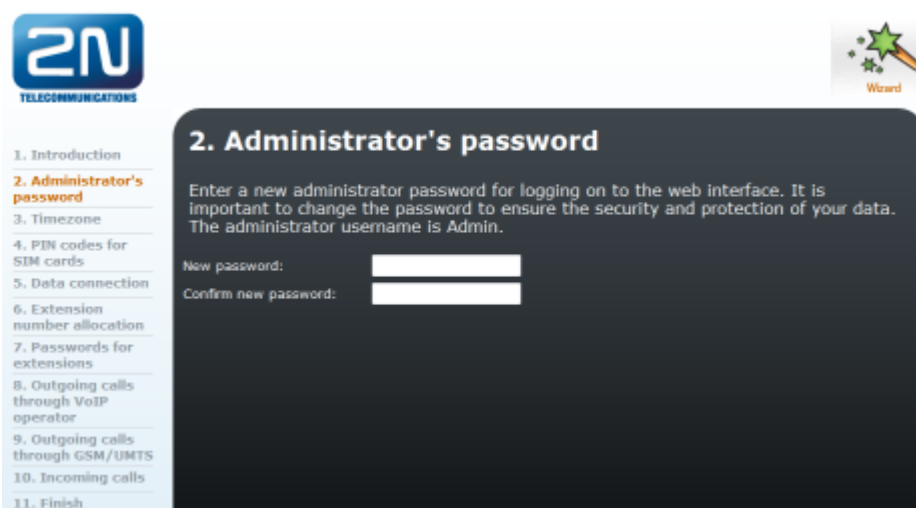 2N
TELECOMMUNICATIONS
Wizard
1. Introduction
2. Administrator's
password
3. Timezone
4. PIN codes for
SIM cards
5. Data connection
6. Extension
number allocation
7. Passwords for
extensions
8. Outgoing calls
through VoIP
operator
9. Outgoing calls
through GSM/UMTS
10. Incoming calls
11. Finish
2. Administrator's password
Enter a new administrator password for logging on to the web interface. It is
important to change the password to ensure the security and protection of your data.
The administrator username is Admin.
New password:
Confirm new password: